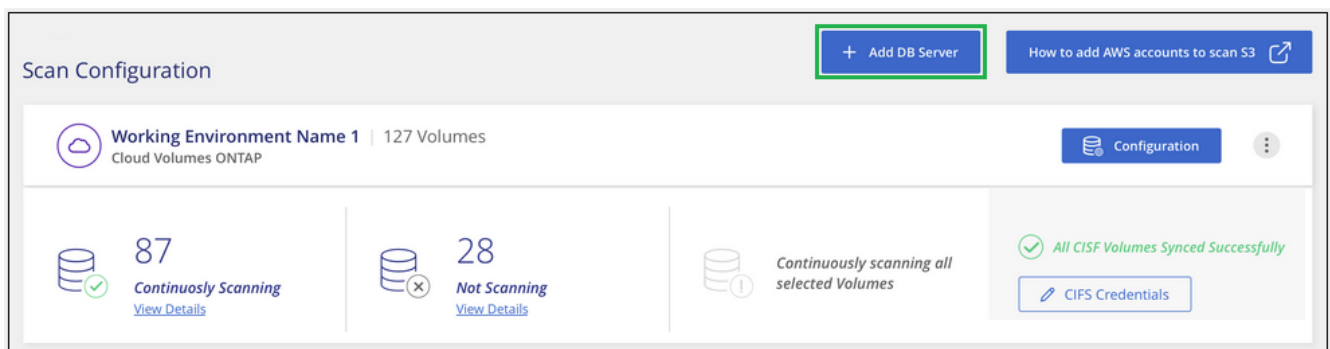 + Add DB Server
How to add AWS accounts to scan S3
Scan Configuration
Working Environment Name 1 | 127 Volumes
Cloud Volumes ONTAP
Configuration
87
Continuosly Scanning
View Details
28
Not Scanning
View Details
Continuously scanning all
selected Volumes
All CISF Volumes Synced Successfully
CIFS Credentials